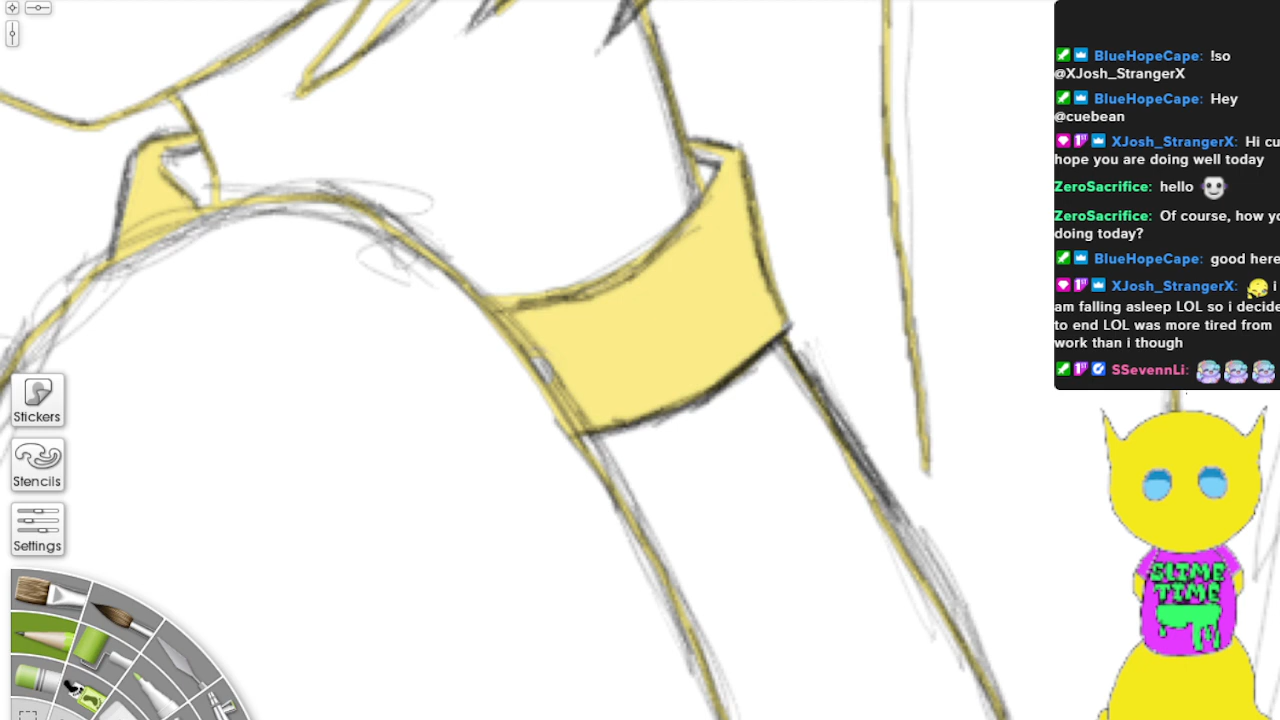 BlueHopeCape: !so
@XJosh_StrangerX
BlueHopeCape: Hey
@cuebean
XJosh_StrangerX: Hi cu
hope you are doing well today
ZeroSacrifice: hello
ZeroSacrifice: Of course, how yo
doing today?
BlueHopeCape: good here
XJosh_StrangerX: i
am falling asleep LOL so i decide
to end LOL was more tired from
work than i though
SSevennLi:
Stickers
Stencils
Settings
SLIME
TIME